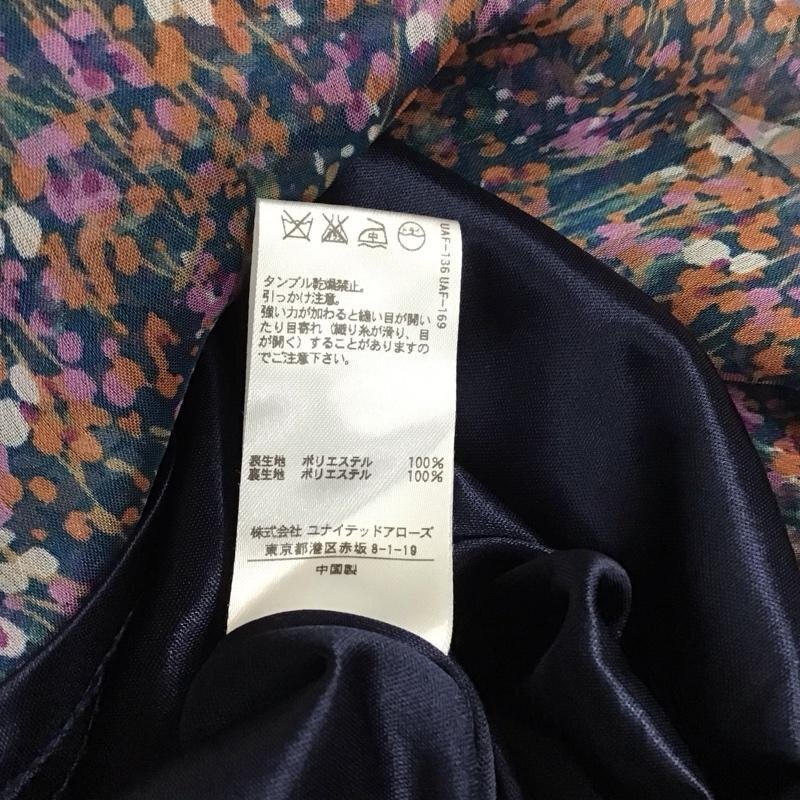 UAF-136 UAF-169
中
タンブル乾燥禁止。
引っかけ注意。
強い力が加わると縫い目が開い
たり目寄れ（織り糸が滑り、目
が開く）することがありますの
でご注意下さい。
表生地 ポリエステル 100%
裏生地 ポリエステル 100%
株式会社 ユナイテッドアローズ
東京都港区赤坂 8-1-19
中国製